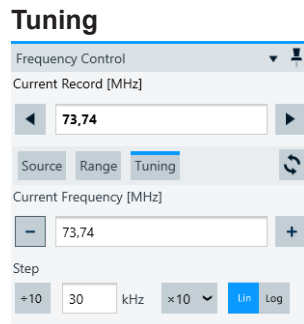 Tuning
Frequency Control
Current Record [MHz]
73,74
Source Range Tuning
Current Frequency [MHz]
− 73,74 +
Step
÷10 30 kHz ×10 Lin Log